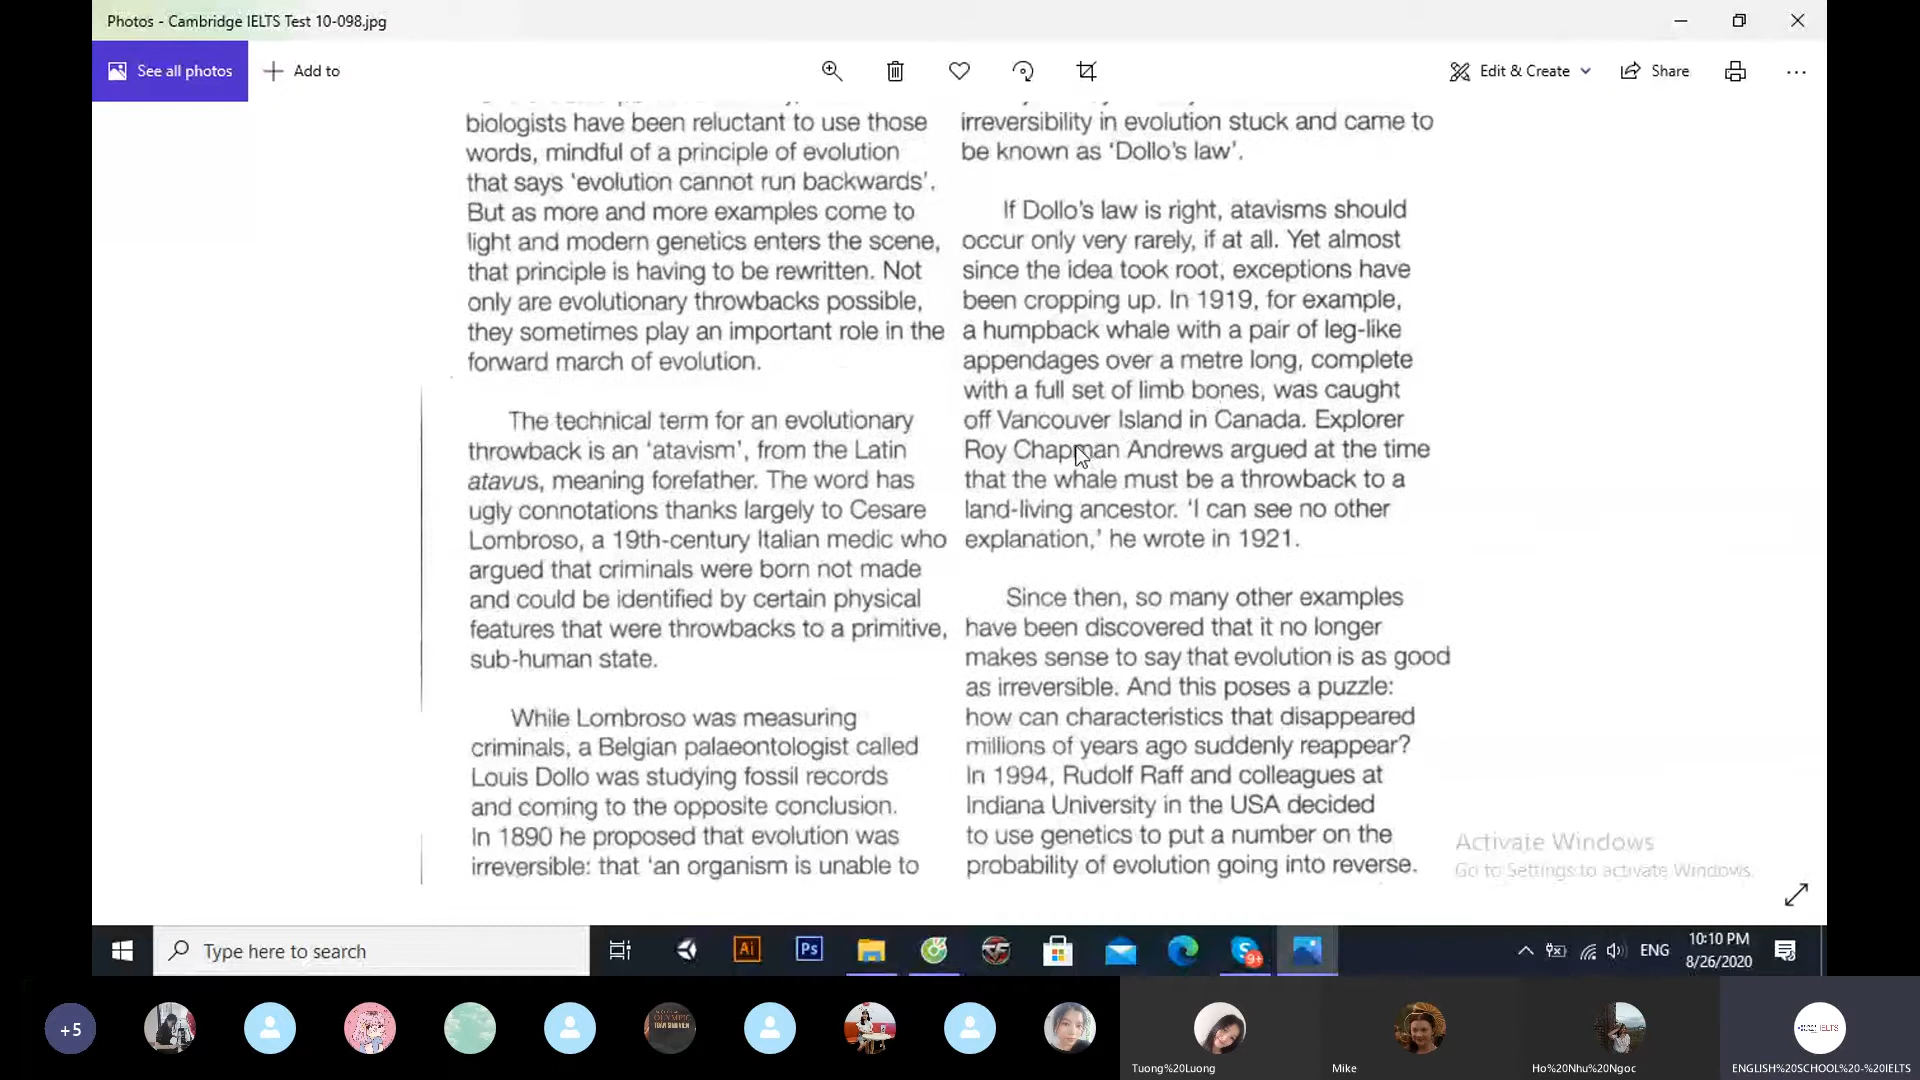 Photos - Cambridge IELTS Test 10-098.jpg
See all photos
Add to
Edit & Create
Share
biologists have been reluctant to use those
words, mindful of a principle of evolution
that says 'evolution cannot run backwards'.
But as more and more examples come to
light and modern genetics enters the scene,
that principle is having to be rewritten. Not
only are evolutionary throwbacks possible,
they sometimes play an important role in the
forward march of evolution.
The technical term for an evolutionary
throwback is an 'atavism', from the Latin
atavus, meaning forefather. The word has
ugly connotations thanks largely to Cesare
Lombroso, a 19th-century Italian medic who
argued that criminals were born not made
and could be identified by certain physical
features that were throwbacks to a primitive,
sub-human state.
While Lombroso was measuring
criminals, a Belgian palaeontologist called
Louis Dollo was studying fossil records
and coming to the opposite conclusion.
In 1890 he proposed that evolution was
irreversible: that 'an organism is unable to
irreversibility in evolution stuck and came to
be known as 'Dollo's law'.
If Dollo's law is right, atavisms should
occur only very rarely, if at all. Yet almost
since the idea took root, exceptions have
been cropping up. In 1919, for example,
a humpback whale with a pair of leg-like
appendages over a metre long, complete
with a full set of limb bones, was caught
off Vancouver Island in Canada. Explorer
Roy Chapman Andrews argued at the time
that the whale must be a throwback to a
land-living ancestor. 'I can see no other
explanation,' he wrote in 1921.
Since then, so many other examples
have been discovered that it no longer
makes sense to say that evolution is as good
as irreversible. And this poses a puzzle:
how can characteristics that disappeared
millions of years ago suddenly reappear?
In 1994, Rudolf Raff and colleagues at
Indiana University in the USA decided
to use genetics to put a number on the
probability of evolution going into reverse.
Activate Windows
Go to Settings to activate Windows.
Type here to search
Ai
Ps
9+
ENG
10:10 PM
8/26/2020
+5
OLYMPIC
Tuong%20Luong
Mike
Ho%20Nhu%20Ngoc
IELTS
ENGLISH%20SCHOOL%20-%20IELTS